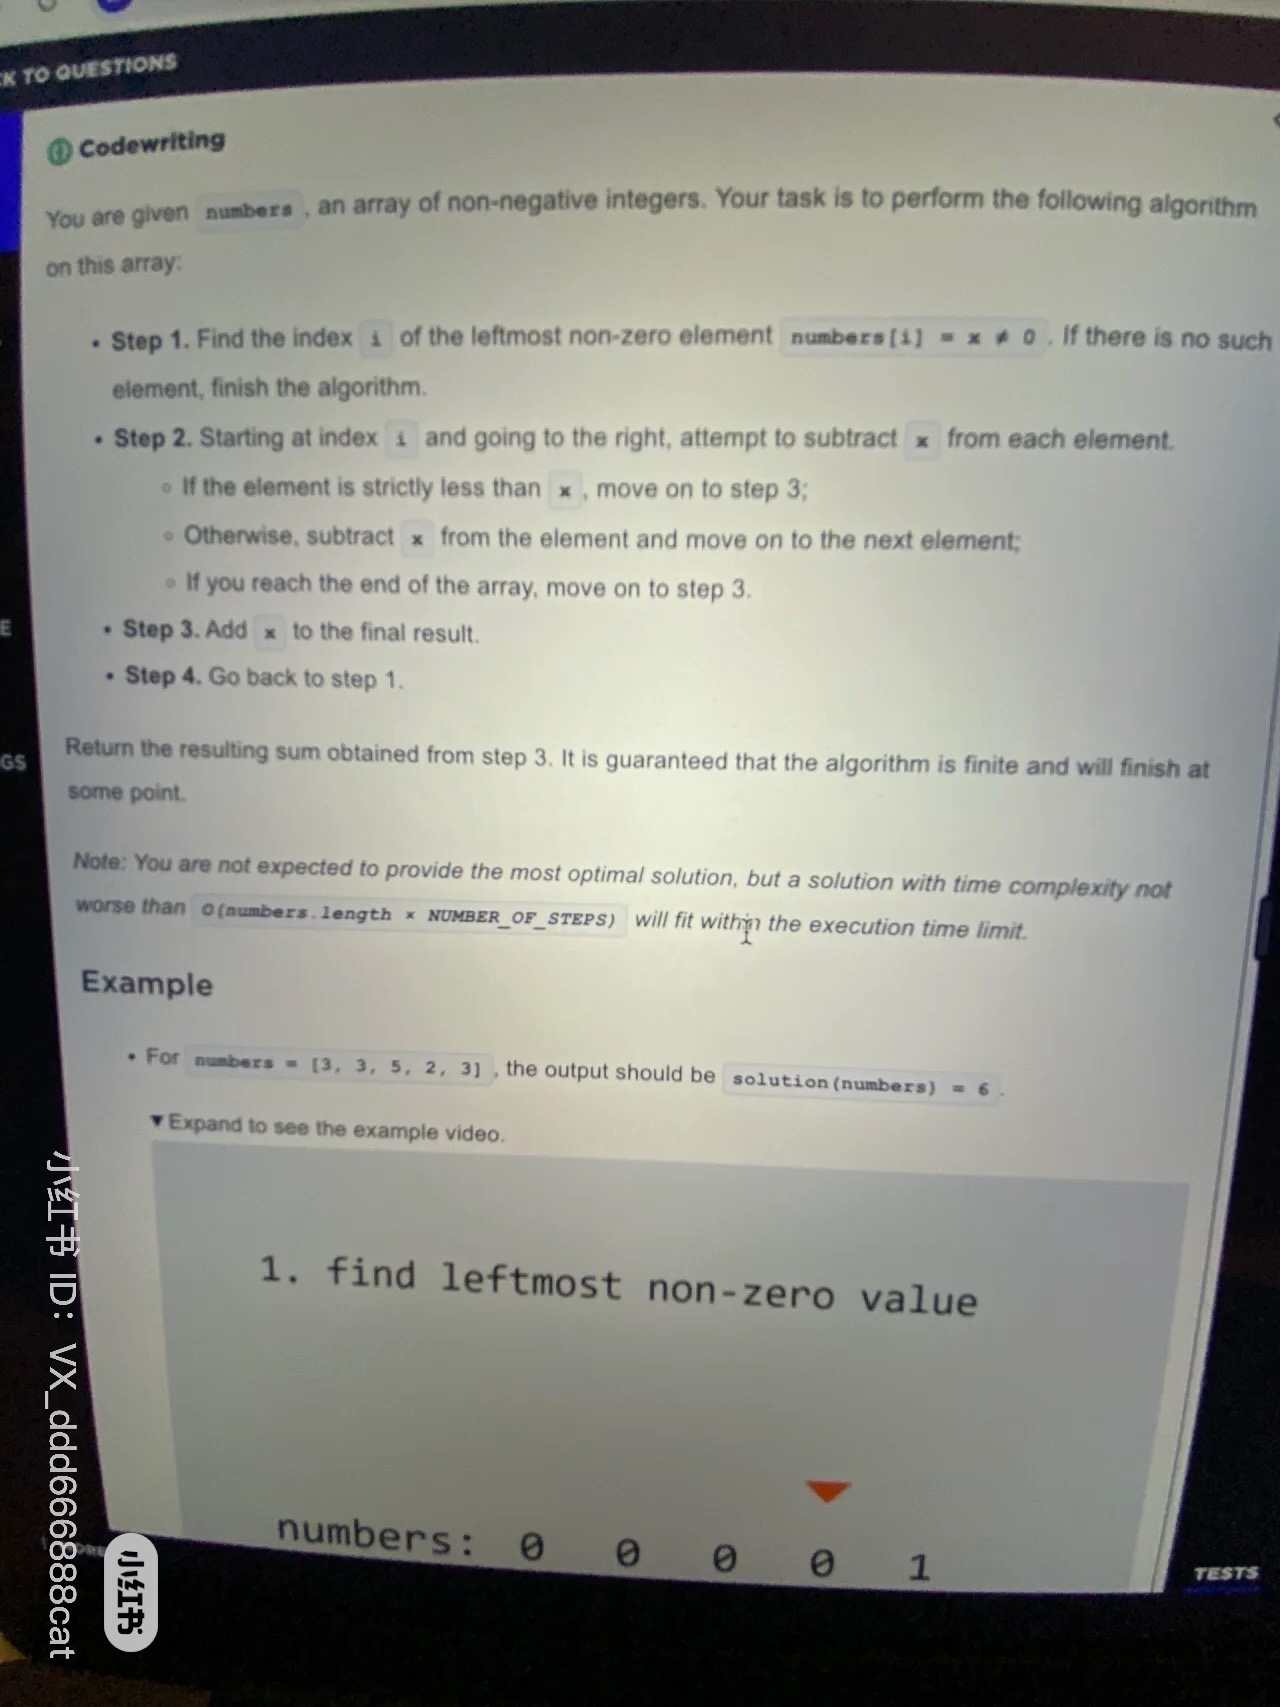 K TO QUESTIONS
Codewriting
You are given numbers , an array of non-negative integers. Your task is to perform the following algorithm
on this array:
• Step 1. Find the index i of the leftmost non-zero element numbers[i] = x ≠ 0 . If there is no such
element, finish the algorithm.
• Step 2. Starting at index i and going to the right, attempt to subtract x from each element.
◦ If the element is strictly less than x , move on to step 3;
◦ Otherwise, subtract x from the element and move on to the next element;
◦ If you reach the end of the array, move on to step 3.
E
• Step 3. Add x to the final result.
• Step 4. Go back to step 1.
GS
Return the resulting sum obtained from step 3. It is guaranteed that the algorithm is finite and will finish at
some point.
Note: You are not expected to provide the most optimal solution, but a solution with time complexity not
worse than O(numbers.length × NUMBER_OF_STEPS) will fit within the execution time limit.
Example
• For numbers = [3, 3, 5, 2, 3] , the output should be solution(numbers) = 6 .
▼ Expand to see the example video.
1. find leftmost non-zero value
numbers: 0 0 0 0 1
TESTS
小红书 ID: VX_ddd666888cat
小红书